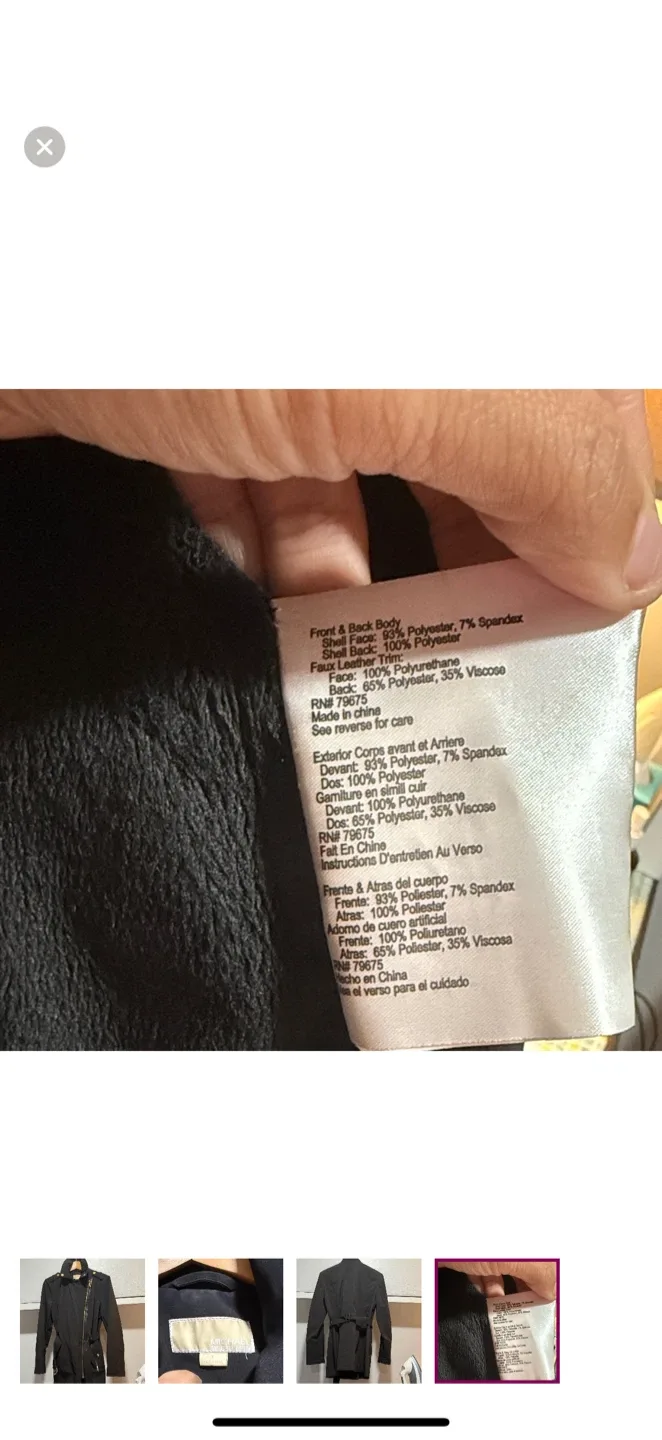 Front & Back Body
Shell Face: 93% Polyester, 7% Spandex
Shell Back: 100% Polyester
Faux Leather Trim:
Face: 100% Polyurethane
Back: 65% Polyester, 35% Viscose
RN# 79675
Made in china
See reverse for care
Exterior Corps avant et Arriere
Devant: 93% Polyester, 7% Spandex
Dos: 100% Polyester
Garniture en simili cuir
Devant: 100% Polyurethane
Dos: 65% Polyester, 35% Viscose
RN# 79675
Fait En Chine
Instructions D'entretien Au Verso
Frente & Atras del cuerpo
Frente: 93% Poliester, 7% Spandex
Atras: 100% Poliester
Adorno de cuero artificial
Frente: 100% Poliuretano
Atras: 65% Poliester, 35% Viscosa
RN# 79675
Hecho en China
el verso para el cuidado